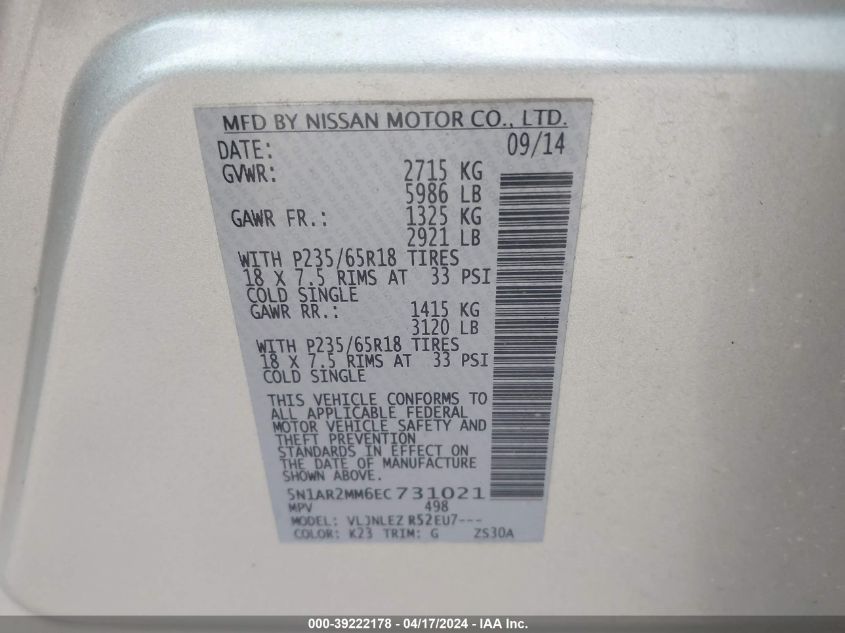 MFD BY NISSAN MOTOR CO., LTD.
DATE: 09/14
GVWR: 2715 KG
5986 LB
GAWR FR.: 1325 KG
2921 LB
WITH P235/65R18 TIRES
18 X 7.5 RIMS AT 33 PSI
COLD SINGLE
GAWR RR.: 1415 KG
3120 LB
WITH P235/65R18 TIRES
18 X 7.5 RIMS AT 33 PSI
COLD SINGLE
THIS VEHICLE CONFORMS TO
ALL APPLICABLE FEDERAL
MOTOR VEHICLE SAFETY AND
THEFT PREVENTION
STANDARDS IN EFFECT ON
THE DATE OF MANUFACTURE
SHOWN ABOVE.
5N1AR2MM6EC731021
MPV 498
MODEL: VLJNLEZ R52EU7---
COLOR: K23 TRIM: G ZS30A
000-39222178 - 04/17/2024 - IAA Inc.